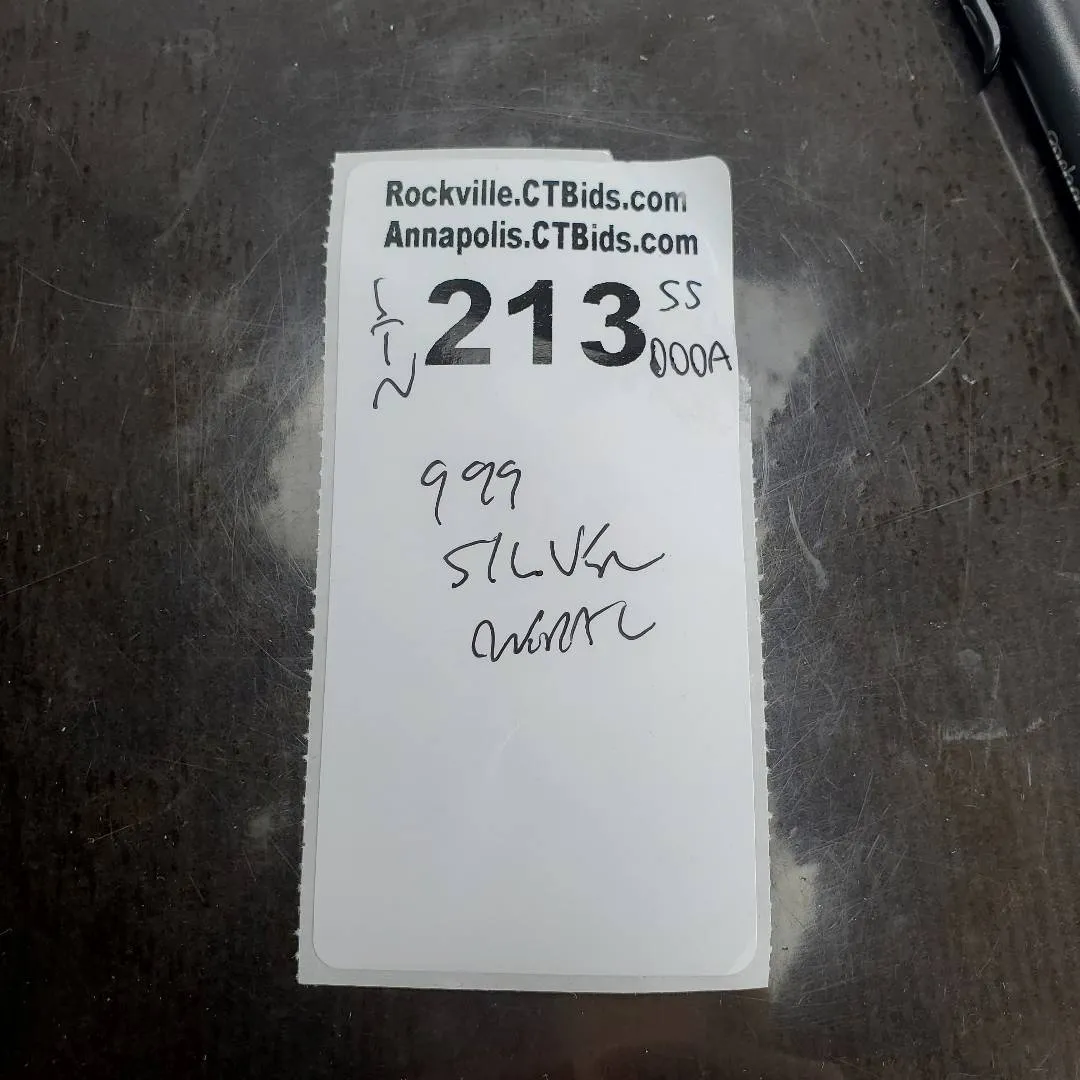 Rockville.CTBids.com
Annapolis.CTBids.com
213 SS
000A
999
SILVER